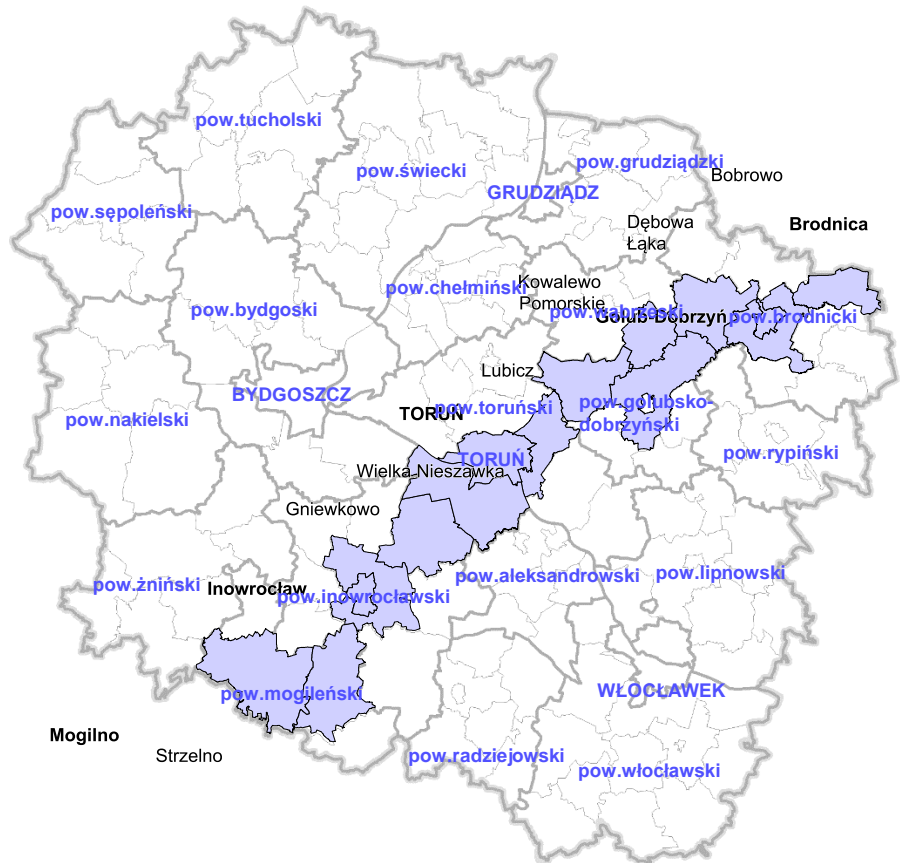 pow.tucholski
pow.świecki
pow.grudziądzki
Bobrowo
GRUDZIĄDZ
pow.sępoleński
Dębowa
Łąka
Brodnica
pow.chełmiński
Kowalewo
Pomorskie
pow.bydgoski
pow.wąbrzeski
Golub-Dobrzyń
pow.brodnicki
Lubicz
BYDGOSZCZ
pow.nakielski
TORUŃ
pow.toruński
pow.golubsko-
dobrzyński
pow.rypiński
TORUŃ
Wielka Nieszawka
Gniewkowo
pow.żniński
Inowrocław
pow.inowrocławski
pow.aleksandrowski
pow.lipnowski
pow.mogileński
WŁOCŁAWEK
Mogilno
Strzelno
pow.radziejowski
pow.włocławski